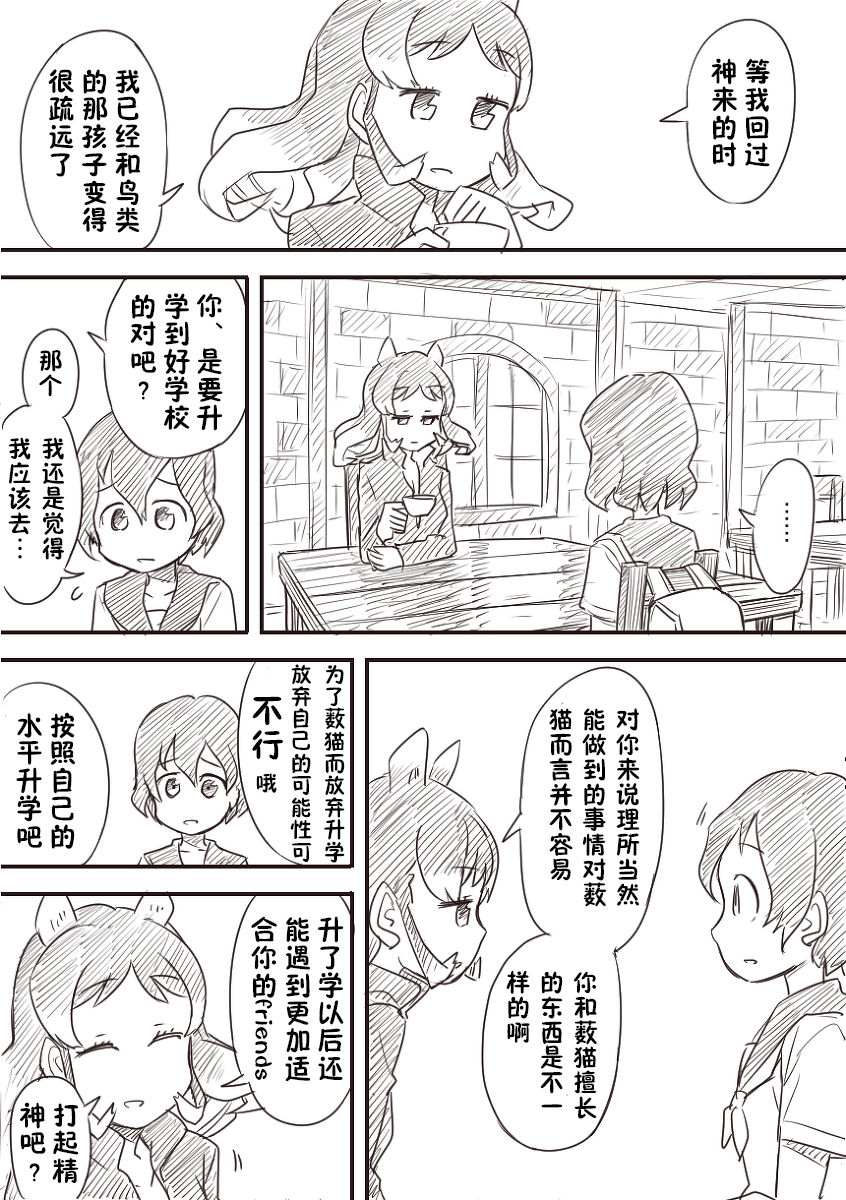 等我回过
神来的时
我已经和鸟类
的那孩子变得
很疏远了
……
你、是要升
学到好学校
的对吧？
那个
我还是觉得
我应该去…
对你来说理所当然
能做到的事情对薮
猫而言并不容易
你和薮猫擅长
的东西是不一
样的啊
为了薮猫而放弃升学
放弃自己的可能性可
不行哦
按照自己的
水平升学吧
升了学以后还
能遇到更加适
合你的friends
打起精
神吧？